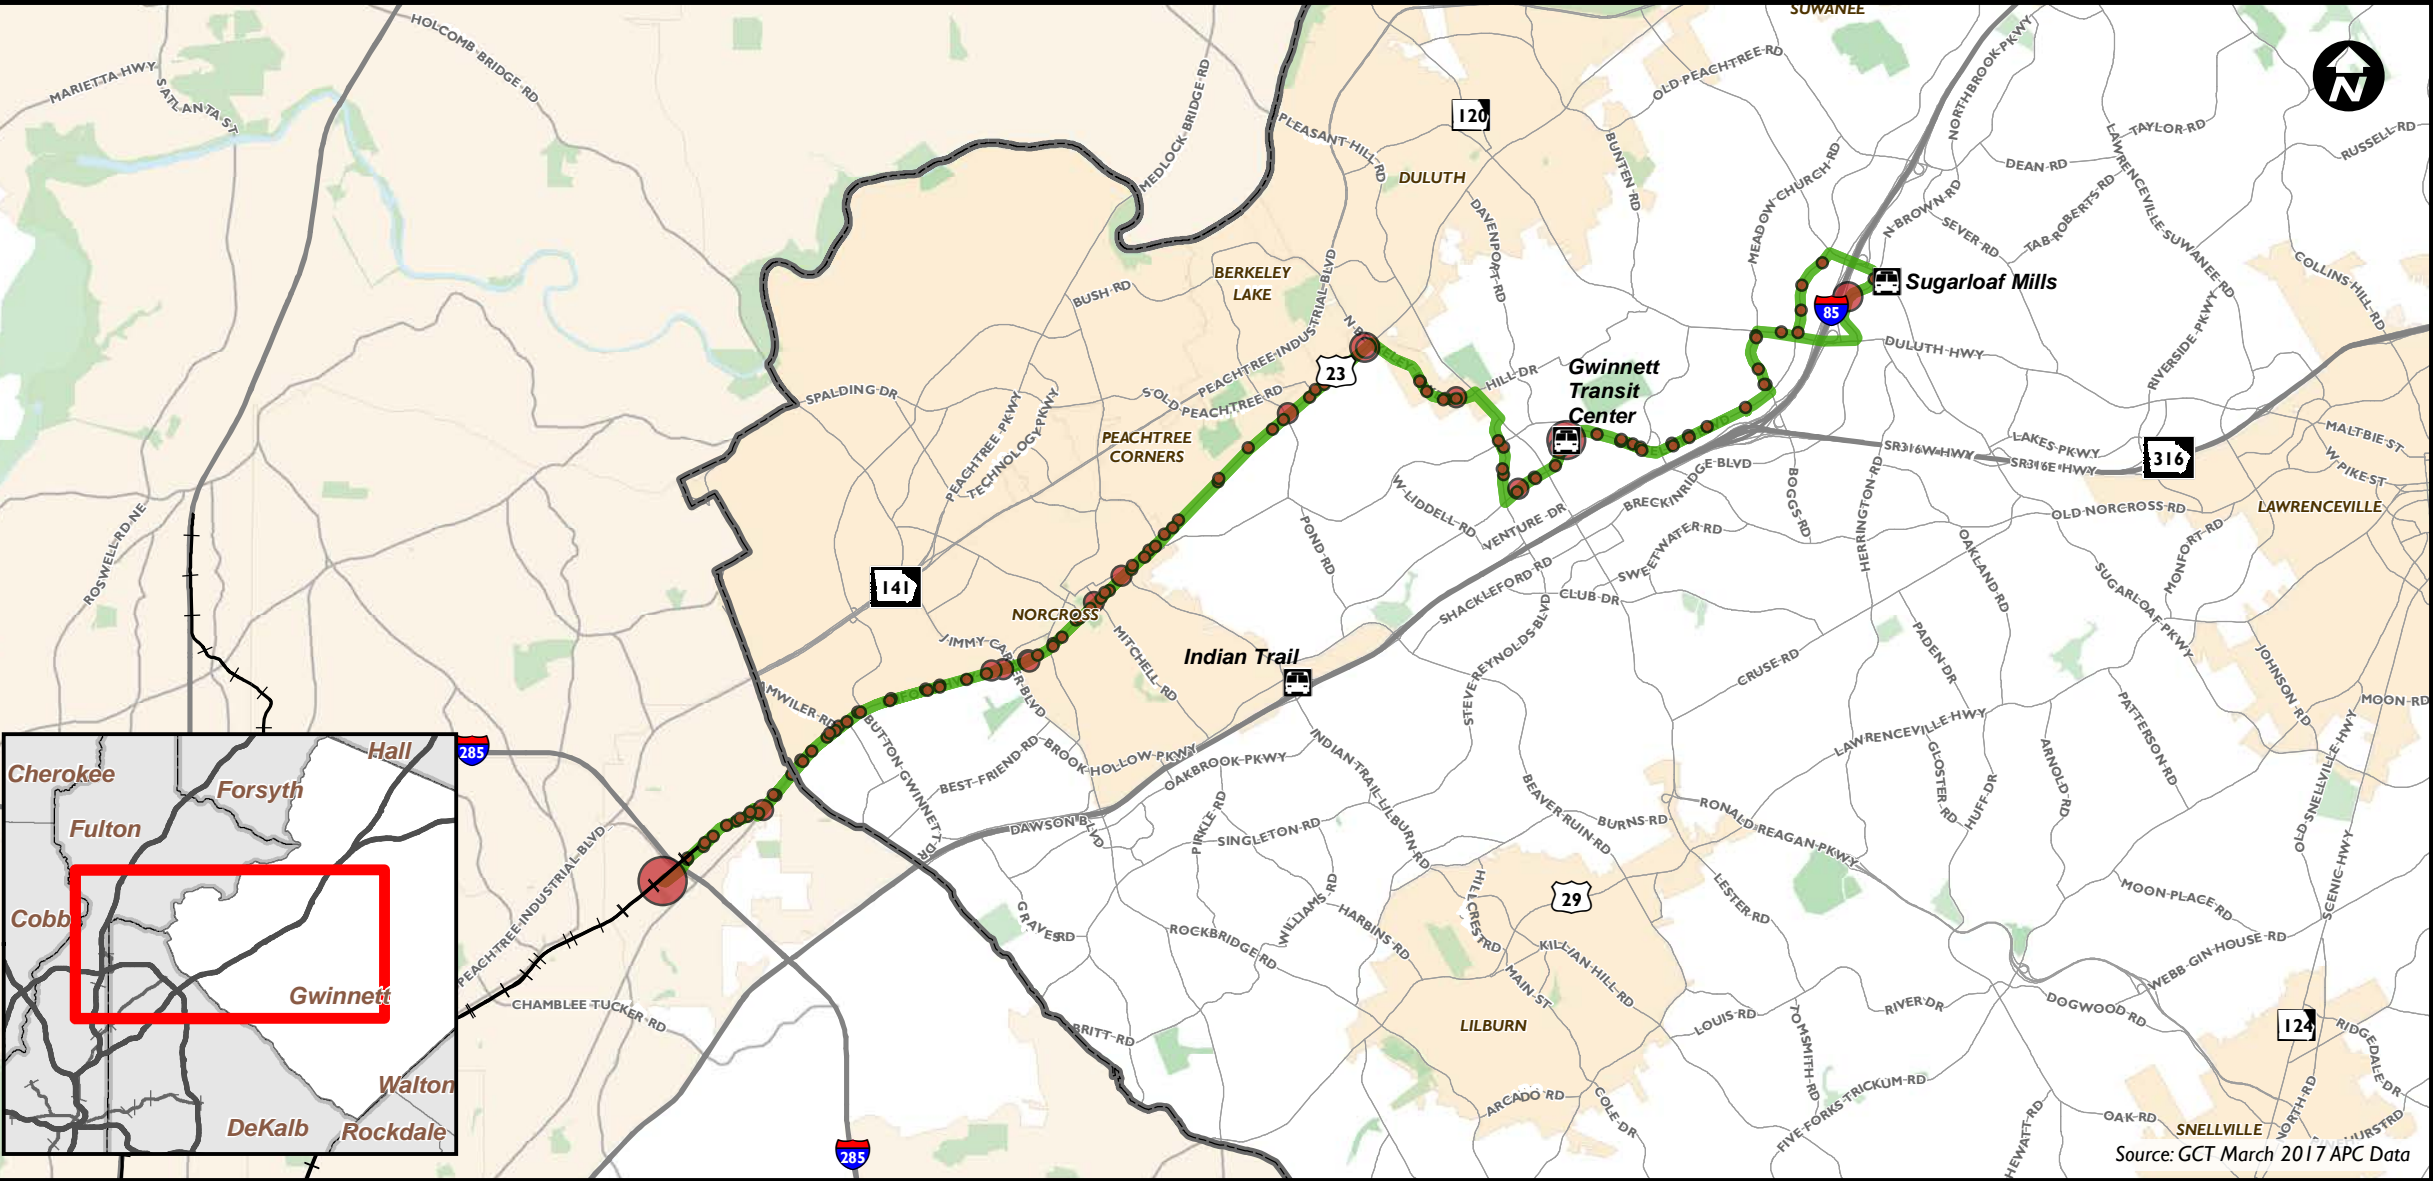 SUWANEE
HOLCOMB BRIDGE RD
MARIETTA HWY
S ATLANTA ST
MEDLOCK BRIDGE RD
PLEASANT HILL RD
120
DULUTH
OLD PEACHTREE RD
BUNTEN RD
NORTHBROOK PKWY
N
TAYLOR RD
RUSSELL RD
DEAN RD
LAWRENCEVILLE SUWANEE RD
MEADOW CHURCH RD
N BROWN RD
SEVER RD
TAB ROBERTS RD
COLLINS HILL RD
DAVENPORT RD
BERKELEY
LAKE
BUSH RD
PEACHTREE INDUSTRIAL BLVD
Sugarloaf Mills
85
RIVERSIDE PKWY
DULUTH HWY
23
HILL DR
Gwinnett
Transit
Center
SPALDING DR
S OLD PEACHTREE RD
PEACHTREE PKWY
TECHNOLOGY PKWY
PEACHTREE
CORNERS
SR316W HWY
LAKES PKWY
SR316E HWY
316
MALTBIE ST
W PIKE ST
LAWRENCEVILLE
OLD NORCROSS RD
W LIDDELL RD
VENTURE DR
BRECKINRIDGE BLVD
BOGGS RD
HERRINGTON RD
SWEETWATER RD
OAKLAND RD
MONFORT RD
SUGARLOAF PKWY
POND RD
SHACKLEFORD RD
CLUB DR
ROSWELL RD NE
141
NORCROSS
JIMMY CARTER BLVD
MITCHELL RD
Indian Trail
STEVE REYNOLDS BLVD
CRUSE RD
PADEN DR
JOHNSON RD
MOON RD
AMWILER RD
BUTTON GWINNETT DR
BEST FRIEND RD
BROOK HOLLOW PKWY
OAKBROOK PKWY
INDIAN TRAIL LILBURN RD
LAWRENCEVILLE HWY
PATTERSON RD
GLOSTER RD
HUFF DR
ARNOLD RD
OLD SNELLVILLE HWY
285
DAWSON BLVD
PIRKLE RD
SINGLETON RD
BEAVER RUIN RD
BURNS RD
RONALD REAGAN PKWY
SCENIC HWY
PEACHTREE INDUSTRIAL BLVD
GRAVES RD
ROCKBRIDGE RD
WILLIAMS RD
HARBINS RD
HILLCREST RD
29
KILLIAN HILL RD
MAIN ST
LESTER RD
MOON PLACE RD
WEBB GIN HOUSE RD
CHAMBLEE TUCKER RD
BRITT RD
LILBURN
LOUIS RD
TOM SMITH RD
RIVER DR
DOGWOOD RD
124
RIDGEDALE DR
ARCADO RD
COLE DR
FIVE FORKS TRICKUM RD
HEWATT RD
OAK RD
SNELLVILLE
NORTH RD
285
Cherokee
Hall
Forsyth
Fulton
Cobb
Gwinnett
Walton
DeKalb
Rockdale
Source: GCT March 2017 APC Data